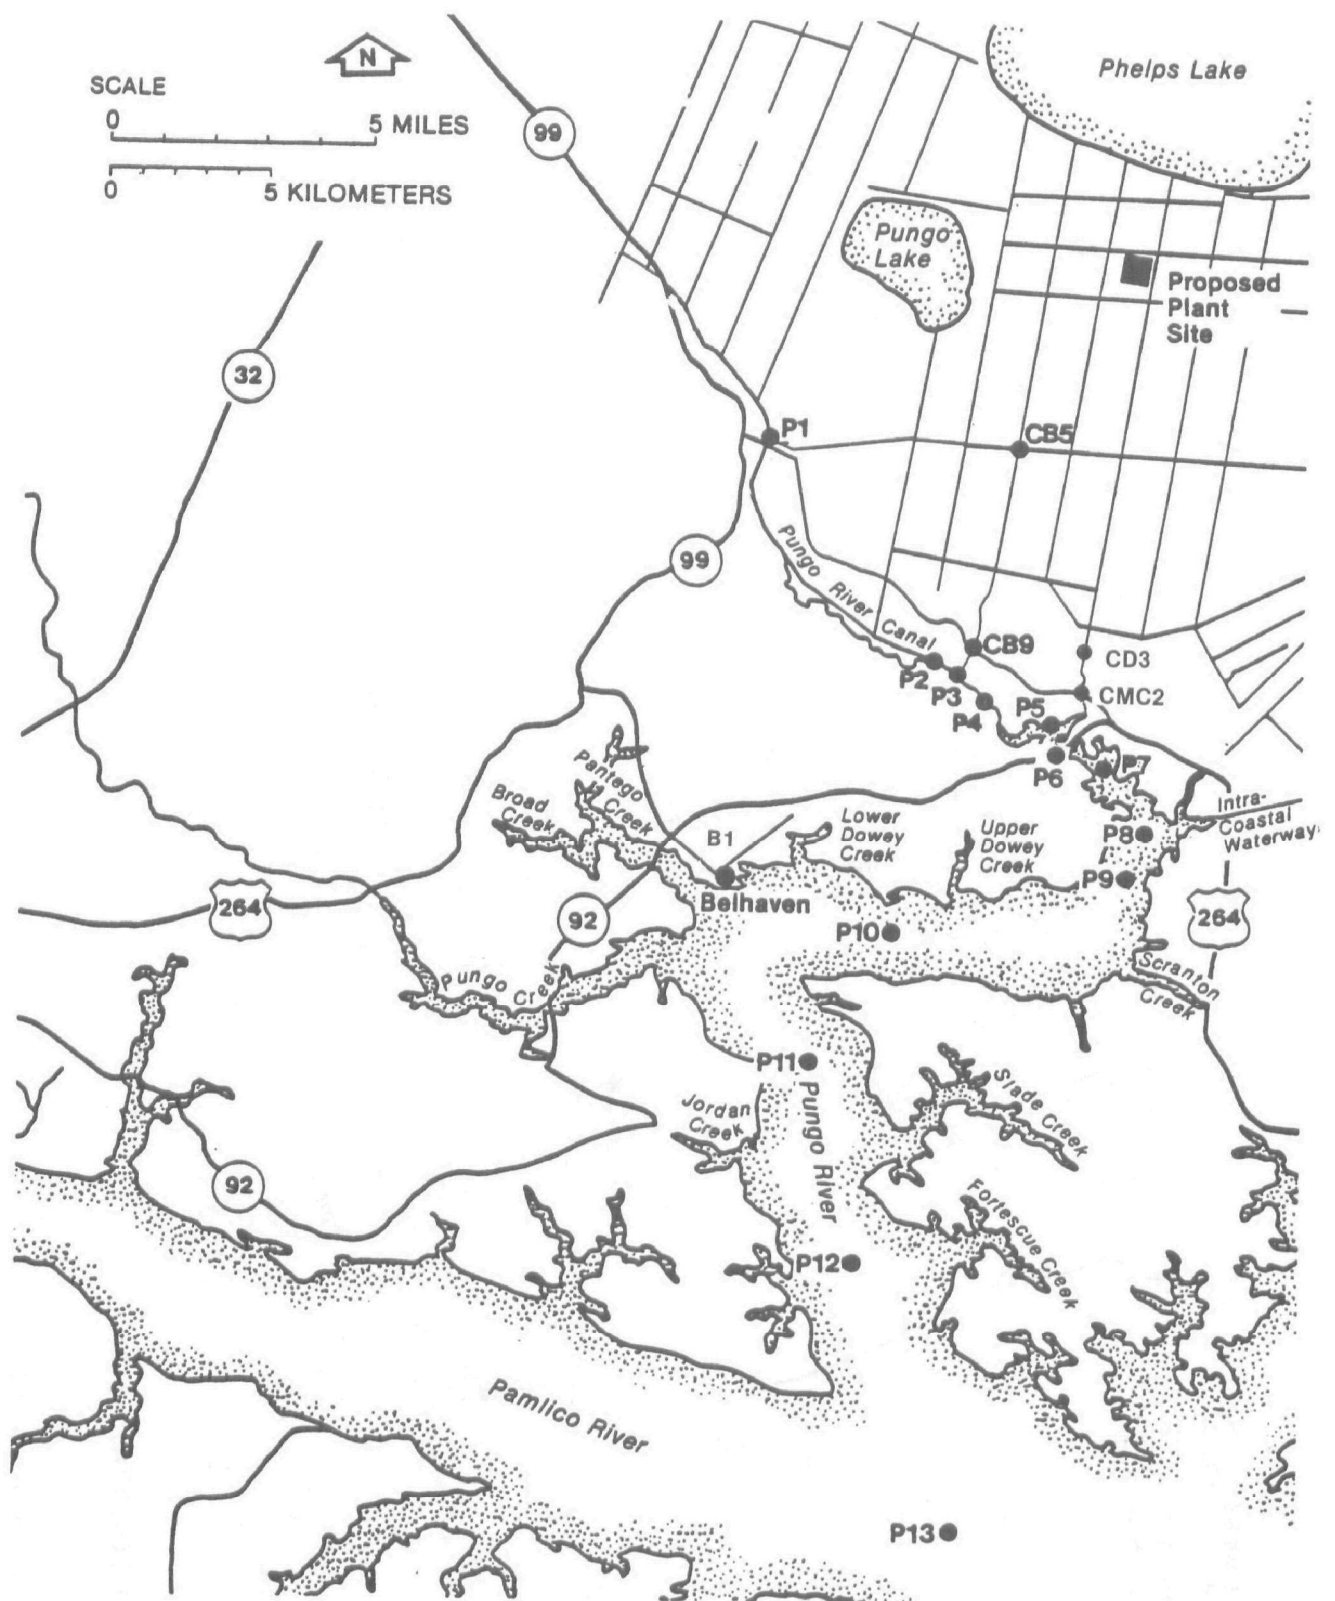 N
SCALE
0 5 MILES
0 5 KILOMETERS
99
Phelps Lake
Pungo
Lake
Proposed
Plant
Site
32
P1
CB5
99
Pungo River Canal
CB9
CD3
P2
P3
CMC2
P4
P5
P6
P7
Pantego
Creek
Broad
Creek
Lower
Dowey
Creek
Upper
Dowey
Creek
Intra-
Coastal
Waterway
B1
P8
P9
Belhaven
264
92
P10
264
Scranton
Creek
Pungo Creek
P11
Pungo River
Jordan
Creek
Slade Creek
92
Fortescue Creek
P12
Pamlico River
P13